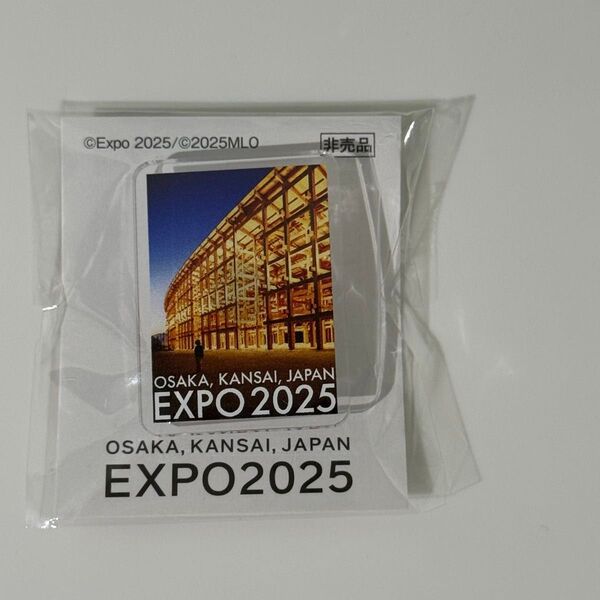 ©Expo 2025/©2025MLO
非売品
OSAKA, KANSAI, JAPAN
EXPO 2025
OSAKA, KANSAI, JAPAN
EXPO2025